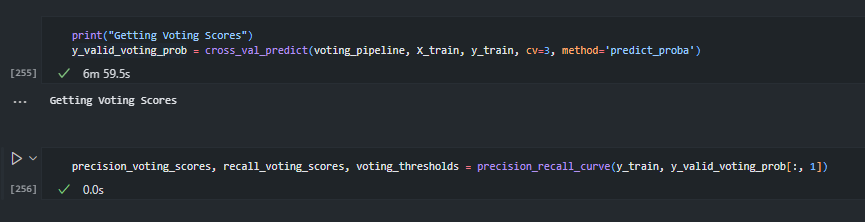 print("Getting Voting Scores")
y_valid_voting_prob = cross_val_predict(voting_pipeline, X_train, y_train, cv=3, method='predict_proba')
[255] ✓ 6m 59.5s
... Getting Voting Scores
precision_voting_scores, recall_voting_scores, voting_thresholds = precision_recall_curve(y_train, y_valid_voting_prob[:, 1])
[256] ✓ 0.0s